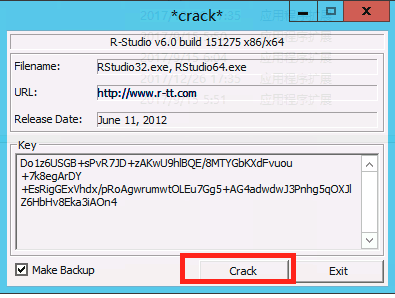 *crack*
R-Studio v6.0 build 151275 x86/x64
Filename:
RStudio32.exe, RStudio64.exe
URL:
http://www.r-tt.com
Release Date:
June 11, 2012
Key
Do1z6USGB+sPvR7JD+zAKwU9hlBQE/8MTYGbKXdFvuou
+7k8egArDY
+EsRigGExVhdx/pRoAgwrumwtOLEu7Gg5+AG4adwdwJ3Pnhg5qOXJl
Z6HbHv8Eka3iAOn4
Make Backup
Crack
Exit